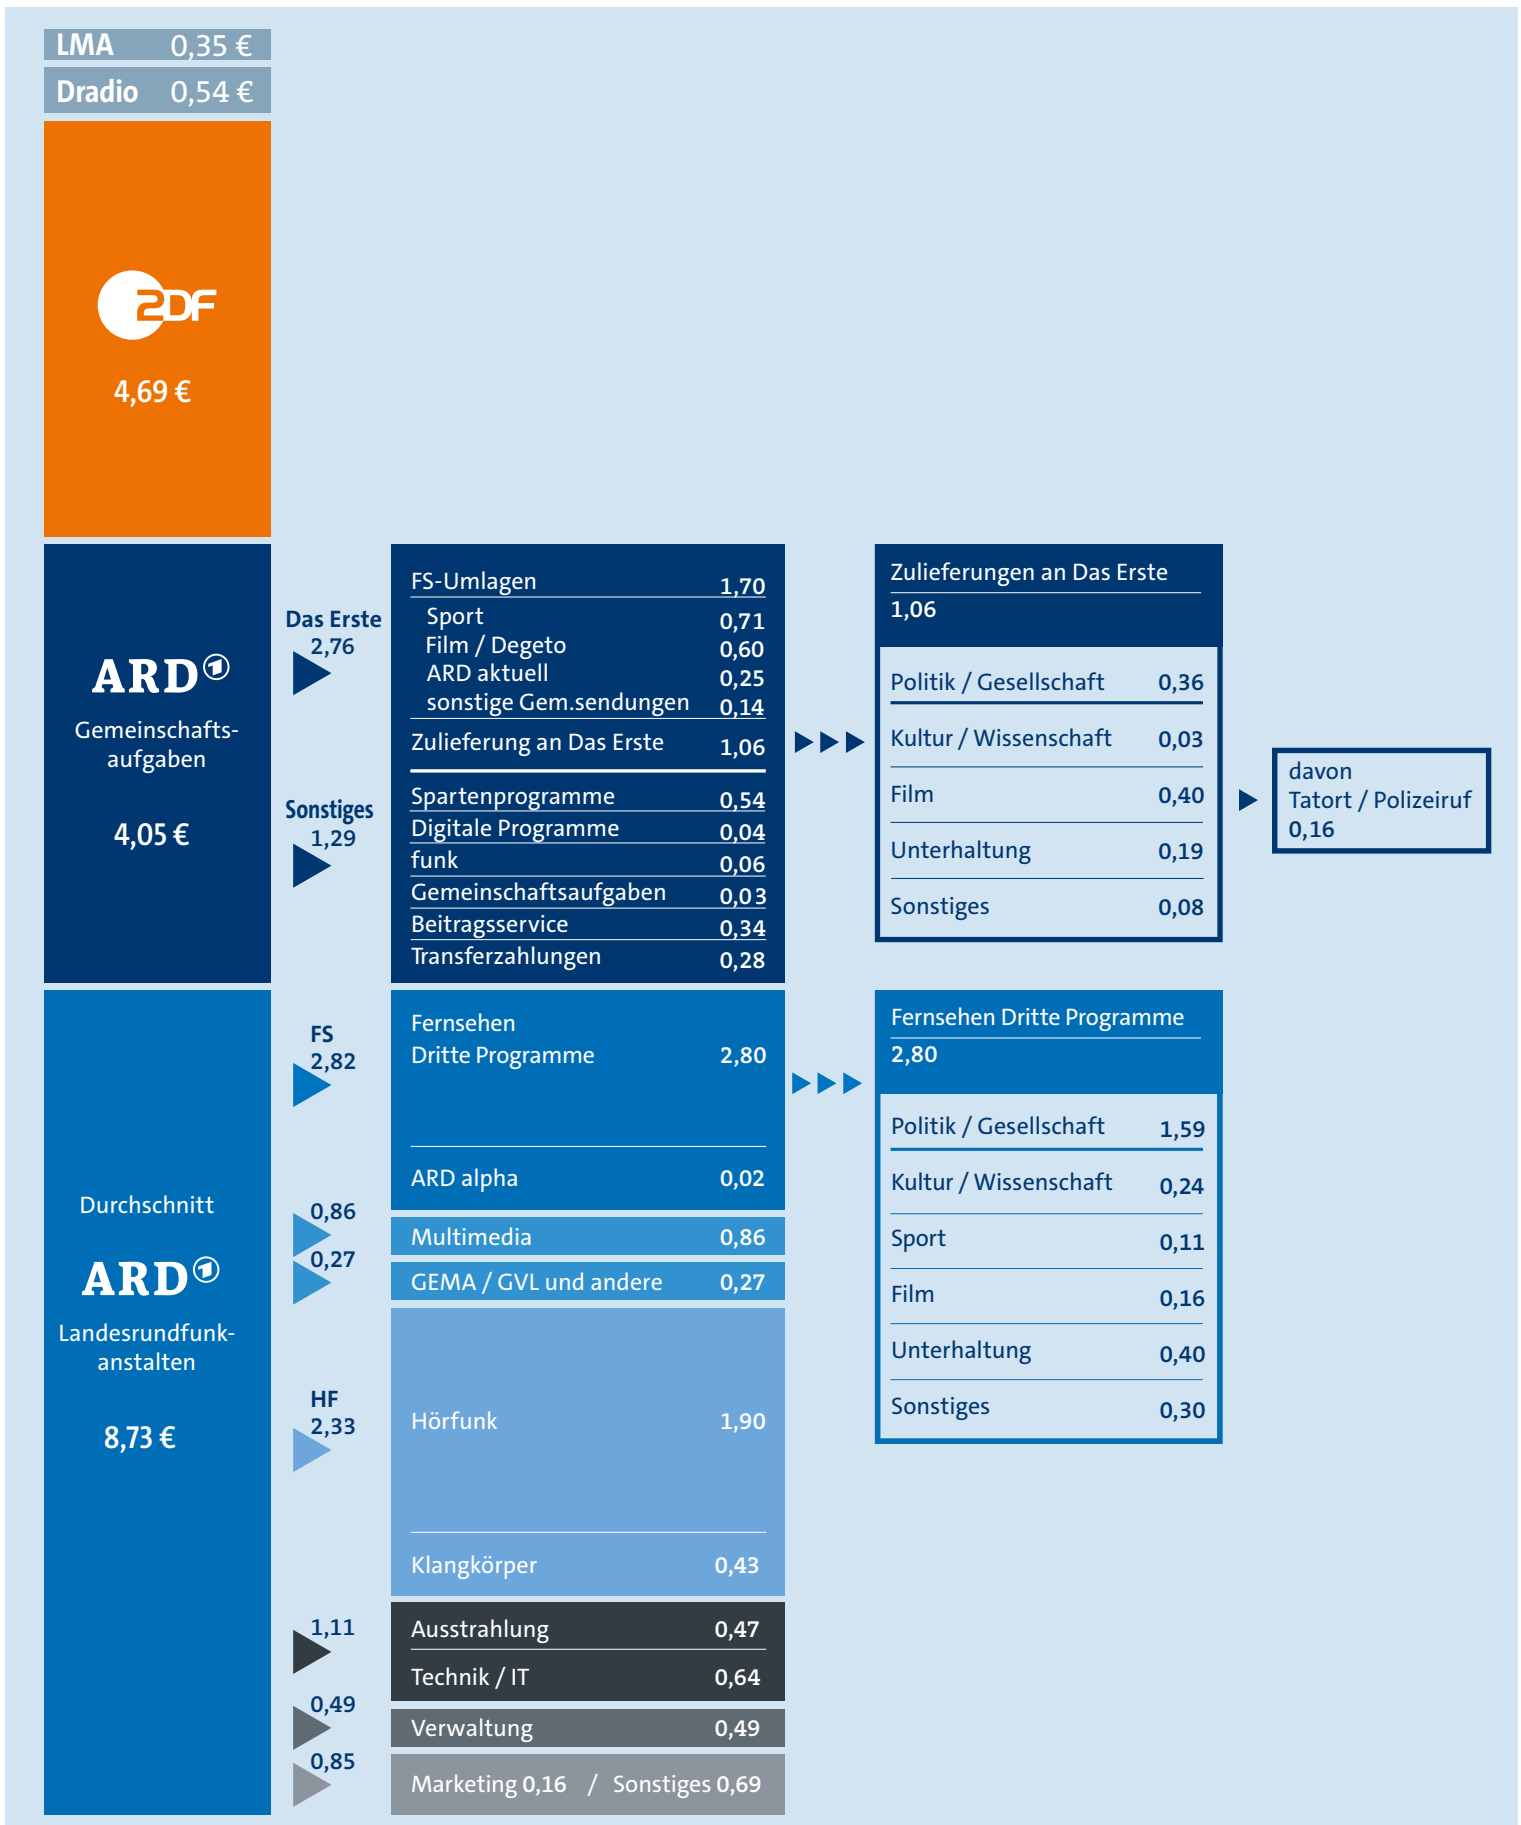 LMA 0,35 €
Dradio 0,54 €
2DF
4,69 €
ARD 1
Gemeinschafts-
aufgaben
4,05 €
Das Erste
2,76
Sonstiges
1,29
FS-Umlagen 1,70
Sport 0,71
Film / Degeto 0,60
ARD aktuell 0,25
sonstige Gem.sendungen 0,14
Zulieferung an Das Erste 1,06
Spartenprogramme 0,54
Digitale Programme 0,04
funk 0,06
Gemeinschaftsaufgaben 0,03
Beitragsservice 0,34
Transferzahlungen 0,28
Zulieferungen an Das Erste
1,06
Politik / Gesellschaft 0,36
Kultur / Wissenschaft 0,03
Film 0,40
Unterhaltung 0,19
Sonstiges 0,08
davon
Tatort / Polizeiruf
0,16
Durchschnitt
ARD 1
Landesrundfunk-
anstalten
8,73 €
FS
2,82
0,86
0,27
HF
2,33
1,11
0,49
0,85
Fernsehen
Dritte Programme 2,80
ARD alpha 0,02
Multimedia 0,86
GEMA / GVL und andere 0,27
Hörfunk 1,90
Klangkörper 0,43
Ausstrahlung 0,47
Technik / IT 0,64
Verwaltung 0,49
Marketing 0,16 / Sonstiges 0,69
Fernsehen Dritte Programme
2,80
Politik / Gesellschaft 1,59
Kultur / Wissenschaft 0,24
Sport 0,11
Film 0,16
Unterhaltung 0,40
Sonstiges 0,30